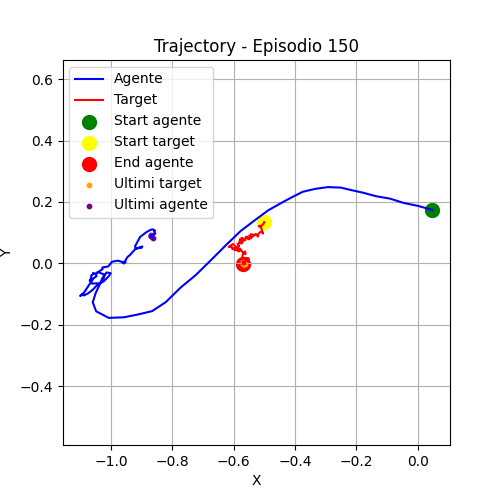 Trajectory - Episodio 150
Agente
Target
Start agente
Start target
End agente
Ultimi target
Ultimi agente
0.6
0.4
0.2
0.0
−0.2
−0.4
Y
−1.0 −0.8 −0.6 −0.4 −0.2 0.0
X